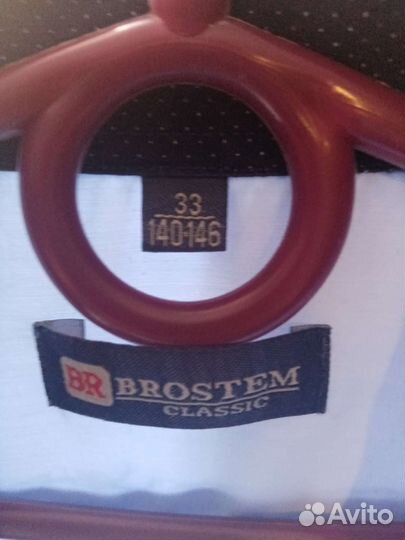 33
140-146
BR BROSTEM
CLASSIC
Avito